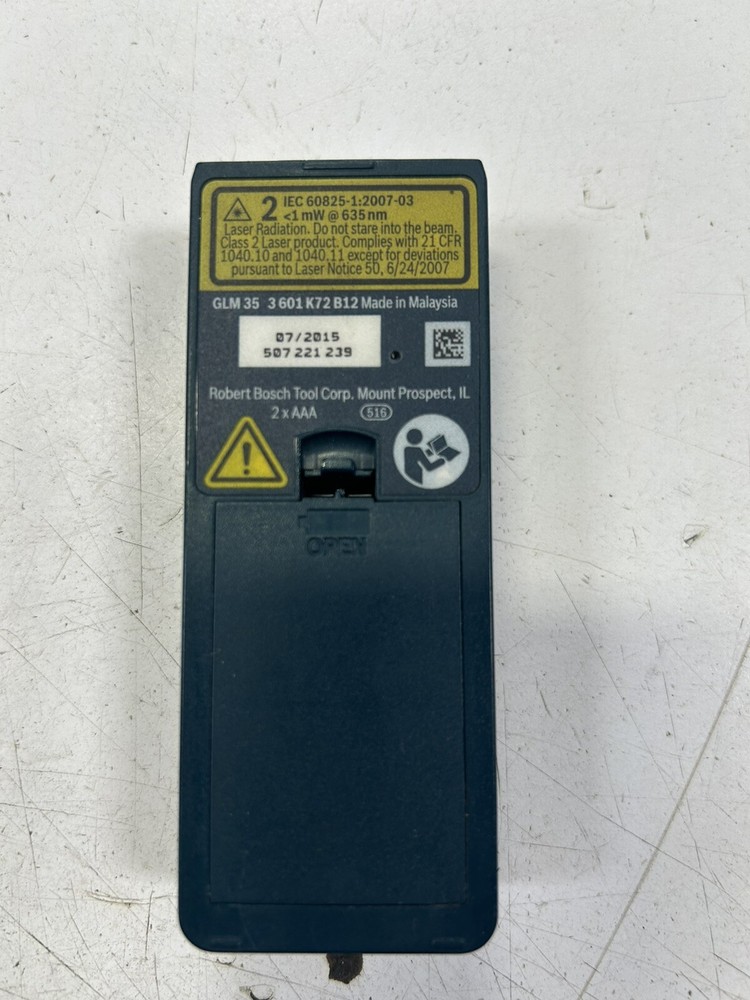 2 IEC 60825-1:2007-03
<1 mW @ 635 nm
Laser Radiation. Do not stare into the beam.
Class 2 Laser product. Complies with 21 CFR
1040.10 and 1040.11 except for deviations
pursuant to Laser Notice 50, 6/24/2007
GLM 35 3 601 K72 B12 Made in Malaysia
07/2015
507 221 239
Robert Bosch Tool Corp. Mount Prospect, IL
2 x AAA 516
OPEN